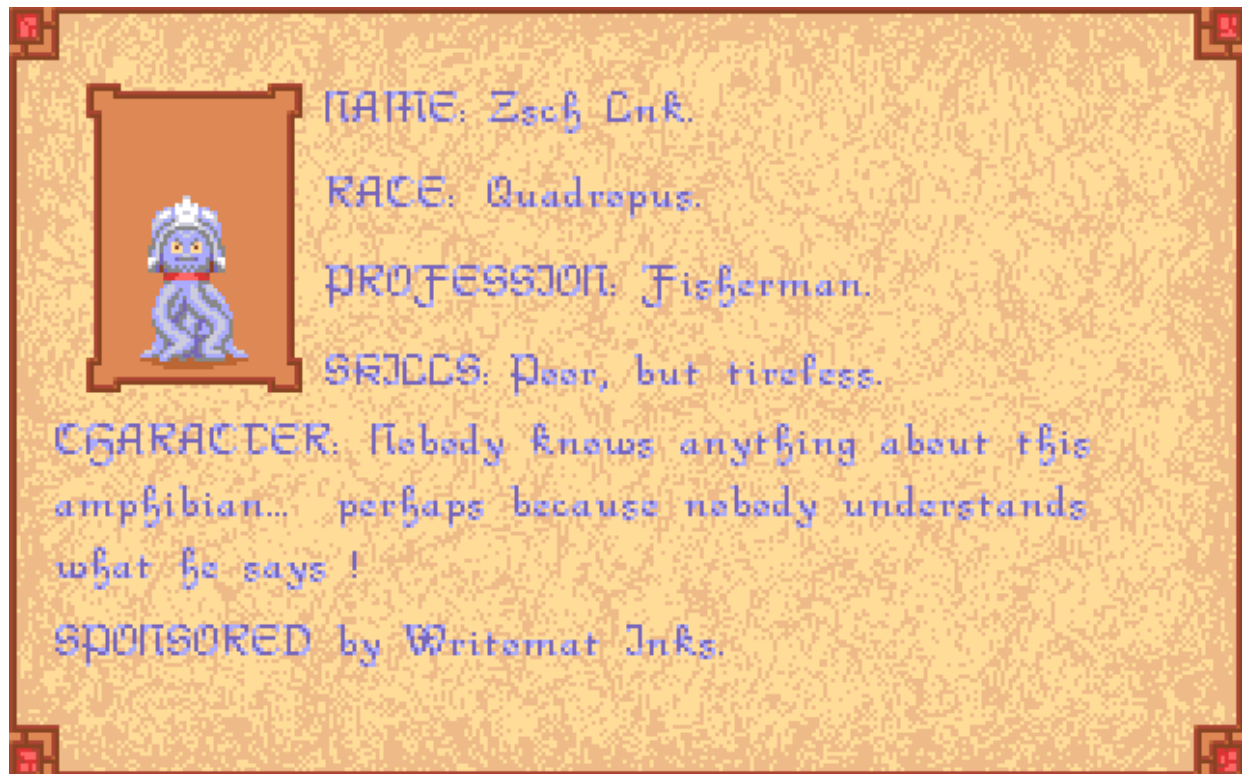 NAME: Zsch Lnk.
RACE: Quadropus.
PROFESSION: Fisherman.
SKILLS: Poor, but tireless.
CHARACTER: Nobody knows anything about this
amphibian... perhaps because nobody understands
what he says !
SPONSORED by Writomat Inks.